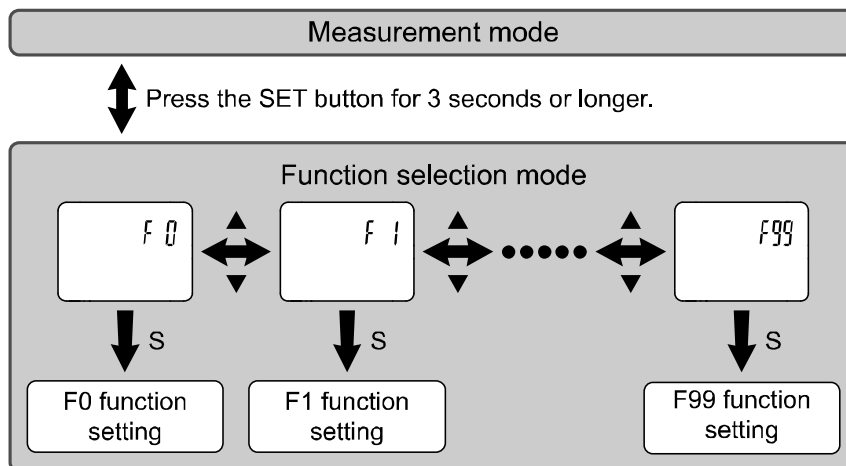 Measurement mode
Press the SET button for 3 seconds or longer.
Function selection mode
F 0
F 1
F99
S
S
S
F0 function
setting
F1 function
setting
F99 function
setting